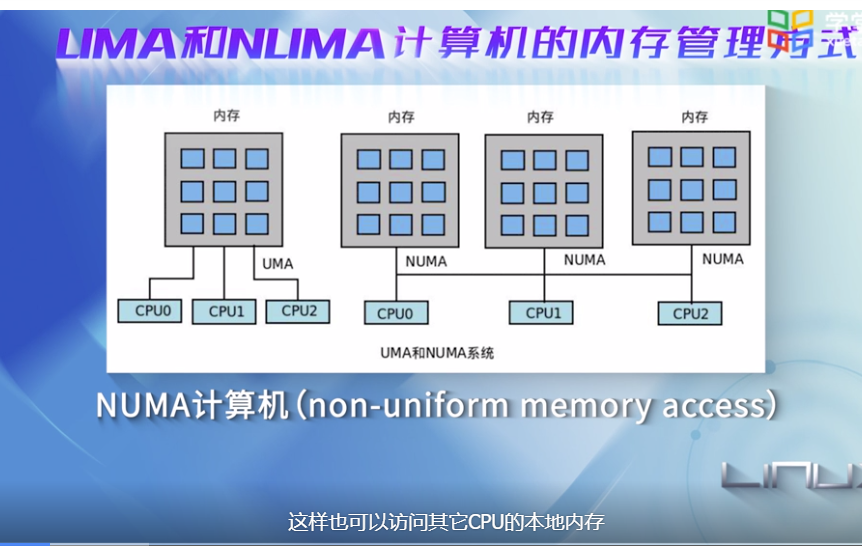 UMA和NUMA计算机的内存管理方式
内存 内存 内存 内存
UMA NUMA NUMA NUMA
CPU0 CPU1 CPU2 CPU0 CPU1 CPU2
UMA和NUMA系统
NUMA计算机(non-uniform memory access)
这样也可以访问其它CPU的本地内存